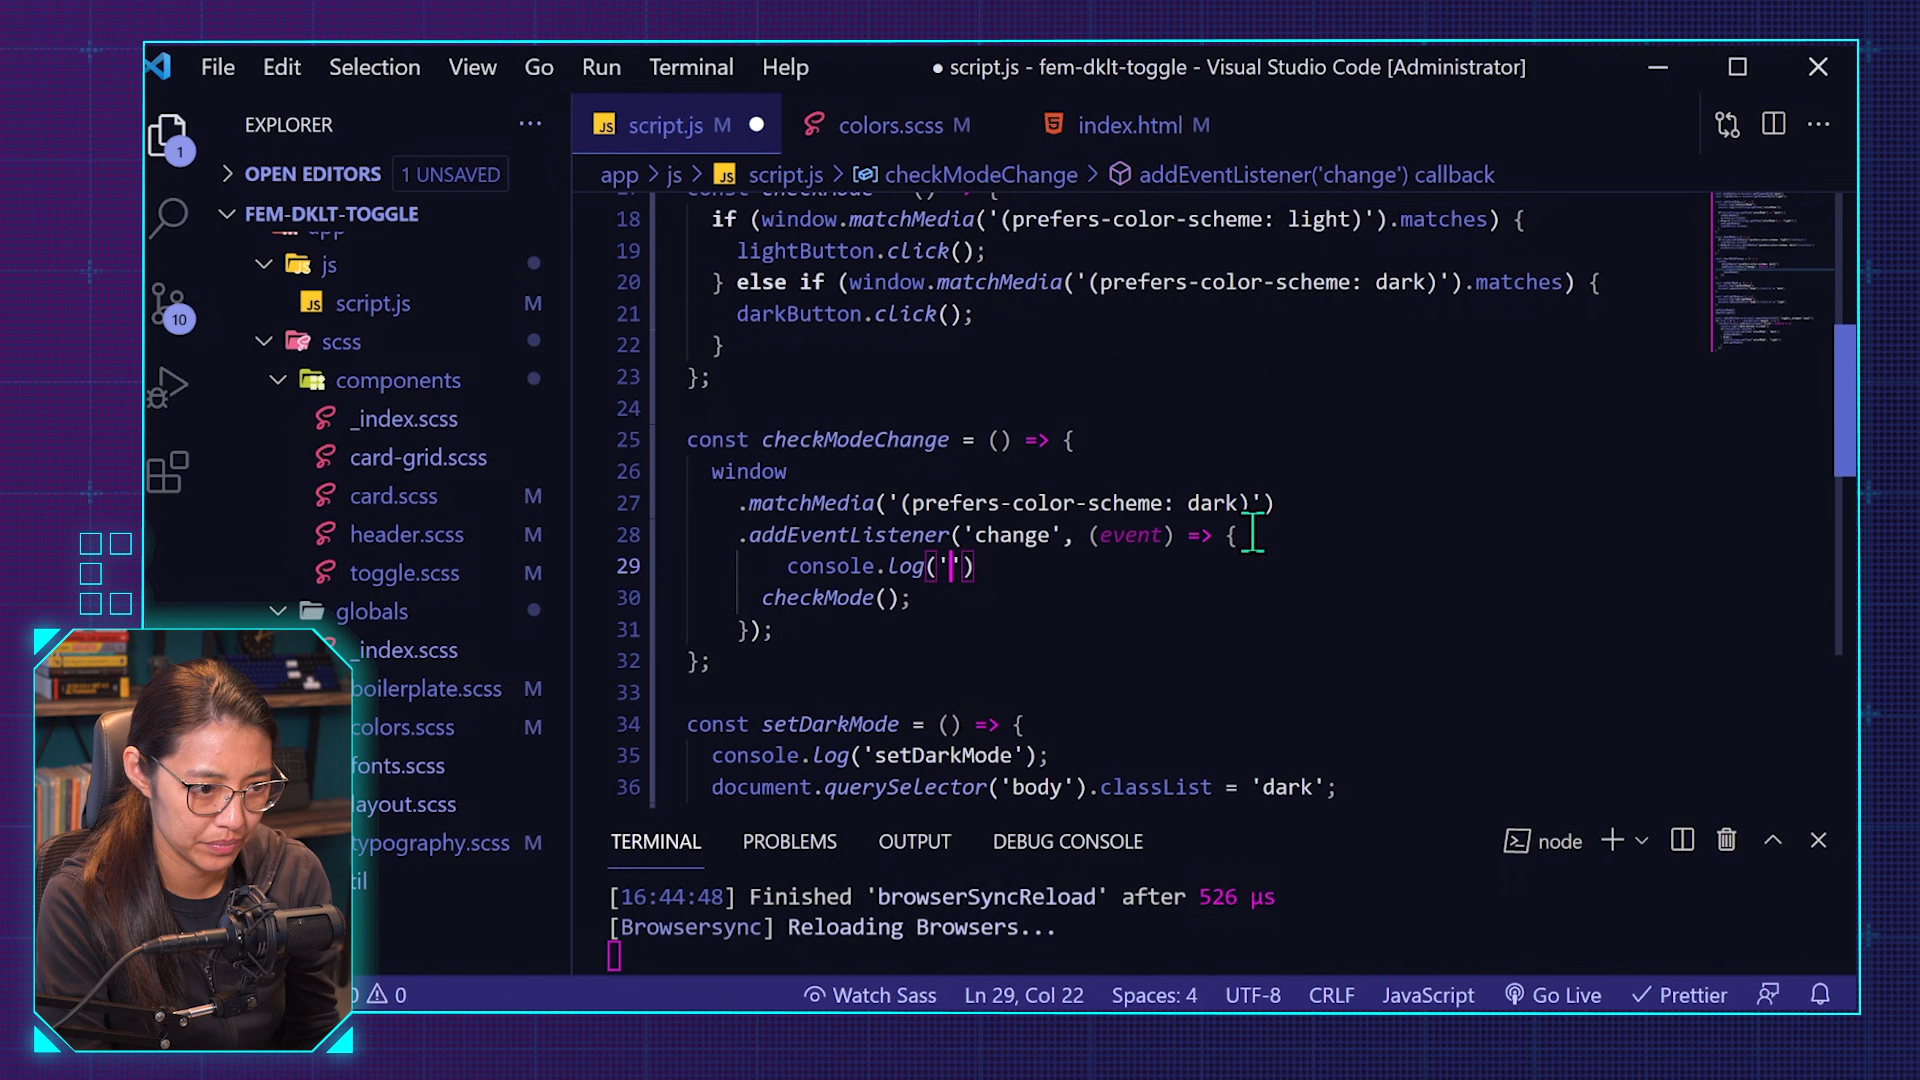 File Edit Selection View Go Run Terminal Help
● script.js - fem-dklt-toggle - Visual Studio Code [Administrator]
EXPLORER
1
OPEN EDITORS 1 UNSAVED
FEM-DKLT-TOGGLE
app
js
script.js M
10
scss
components
_index.scss
card-grid.scss
card.scss M
header.scss M
toggle.scss M
globals
_index.scss
boilerplate.scss M
colors.scss M
fonts.scss
layout.scss
typography.scss M
til
JS script.js M
colors.scss M
index.html M
app > js > JS script.js > checkModeChange > addEventListener('change') callback
const checkMode = () => {
18 if (window.matchMedia('(prefers-color-scheme: light)').matches) {
19 lightButton.click();
20 } else if (window.matchMedia('(prefers-color-scheme: dark)').matches) {
21 darkButton.click();
22 }
23 };
24
25 const checkModeChange = () => {
26 window
27 .matchMedia('(prefers-color-scheme: dark)')
28 .addEventListener('change', (event) => {
29 console.log('')
30 checkMode();
31 });
32 };
33
34 const setDarkMode = () => {
35 console.log('setDarkMode');
36 document.querySelector('body').classList = 'dark';
TERMINAL PROBLEMS OUTPUT DEBUG CONSOLE
node
[16:44:48] Finished 'browserSyncReload' after 526 μs
[Browsersync] Reloading Browsers...
0 Watch Sass Ln 29, Col 22 Spaces: 4 UTF-8 CRLF JavaScript Go Live Prettier